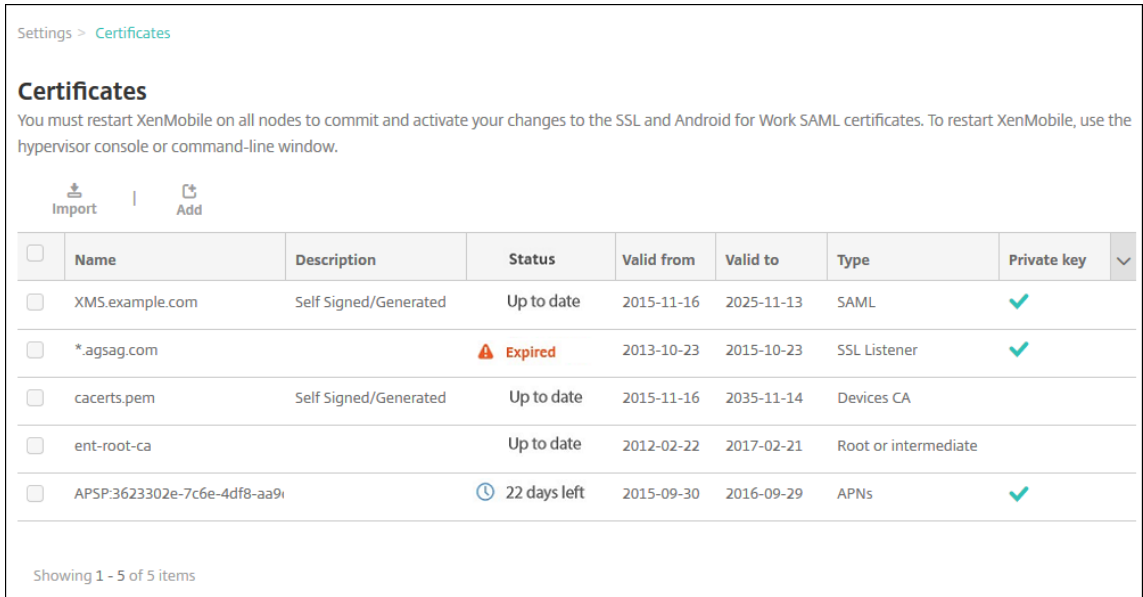 Settings > Certificates
Certificates
You must restart XenMobile on all nodes to commit and activate your changes to the SSL and Android for Work SAML certificates. To restart XenMobile, use the
hypervisor console or command-line window.
Import | Add
Name Description Status Valid from Valid to Type Private key
XMS.example.com Self Signed/Generated Up to date 2015-11-16 2025-11-13 SAML
*.agsag.com Expired 2013-10-23 2015-10-23 SSL Listener
cacerts.pem Self Signed/Generated Up to date 2015-11-16 2035-11-14 Devices CA
ent-root-ca Up to date 2012-02-22 2017-02-21 Root or intermediate
APSP:3623302e-7c6e-4df8-aa9 22 days left 2015-09-30 2016-09-29 APNs
Showing 1 - 5 of 5 items